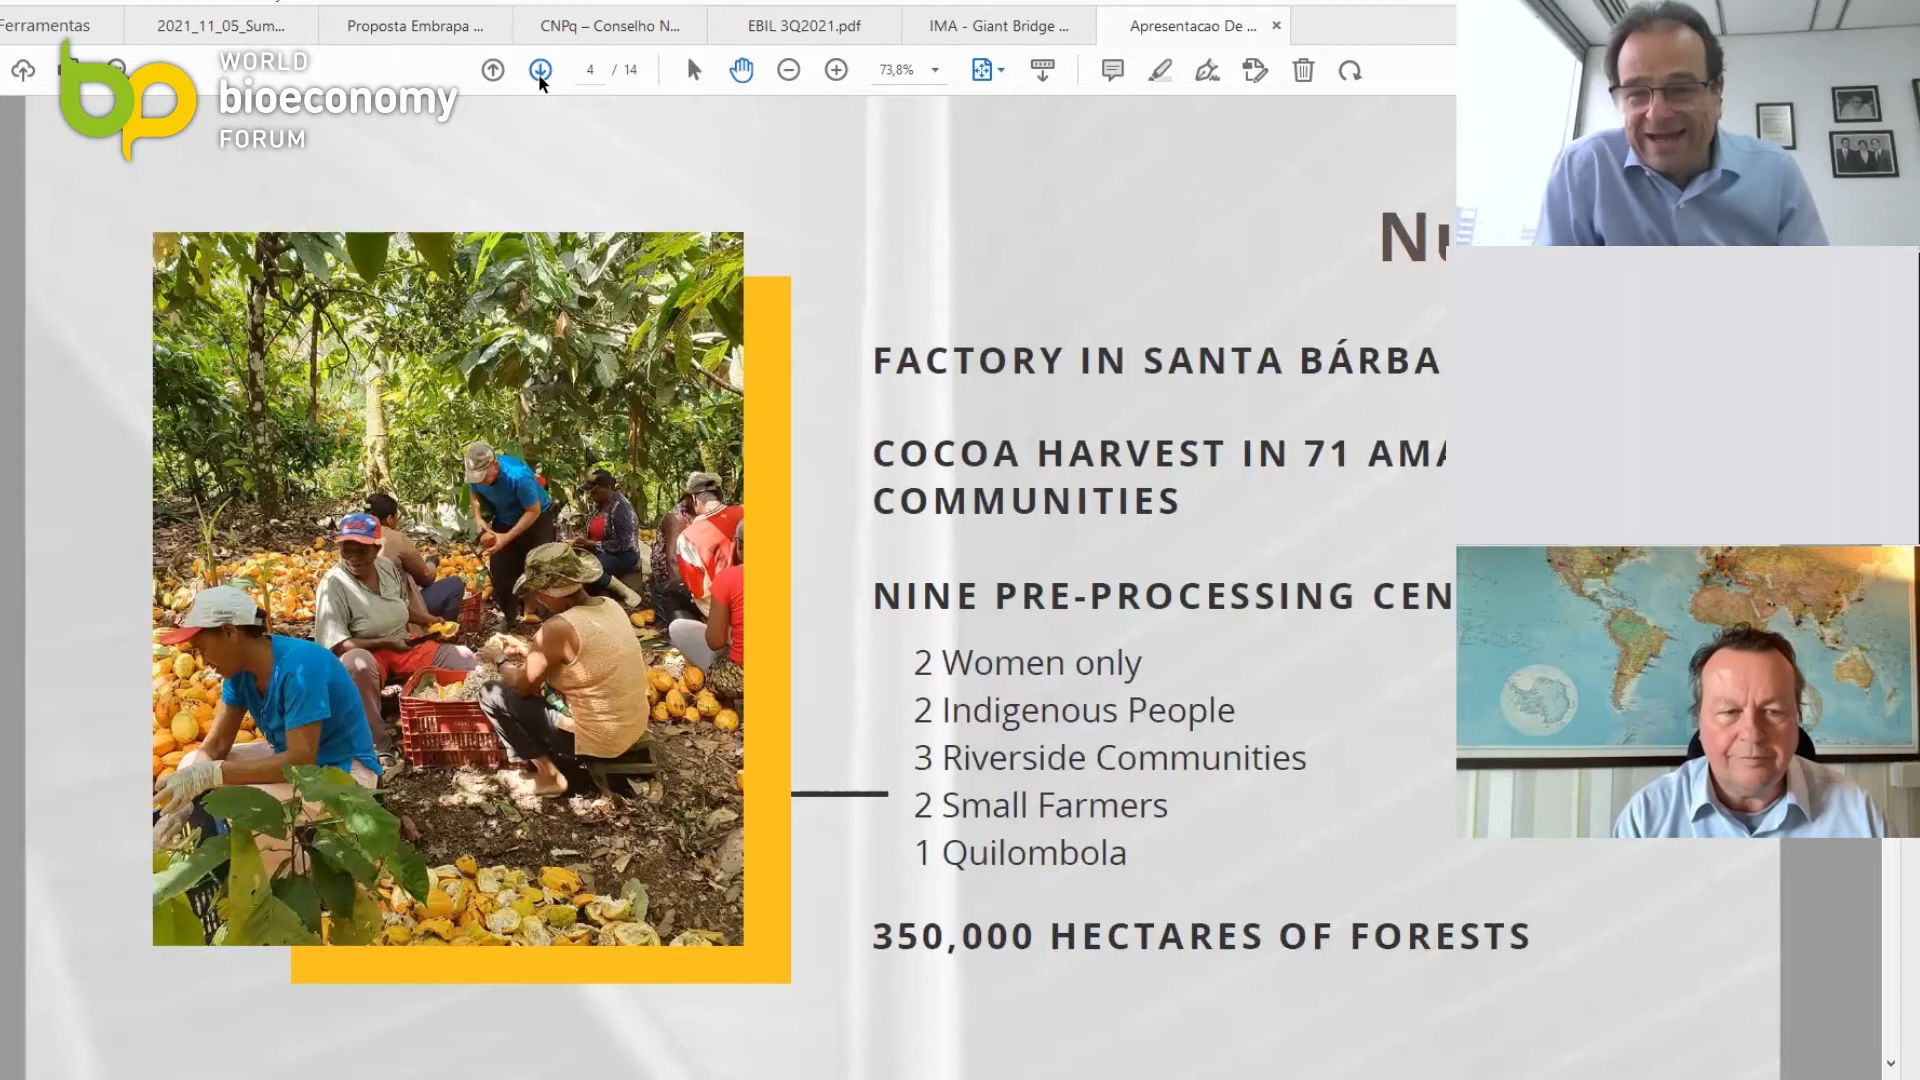 Ferramentas
2021_11_05_Sum...
Proposta Embrapa ...
CNPq – Conselho N...
EBIL 3Q2021.pdf
IMA - Giant Bridge ...
Apresentacao De ...
4 / 14
73,8%
WORLD
bioeconomy
FORUM
FACTORY IN SANTA BÁRBA
COCOA HARVEST IN 71 AMA
COMMUNITIES
NINE PRE-PROCESSING CEN
2 Women only
2 Indigenous People
3 Riverside Communities
2 Small Farmers
1 Quilombola
350,000 HECTARES OF FORESTS